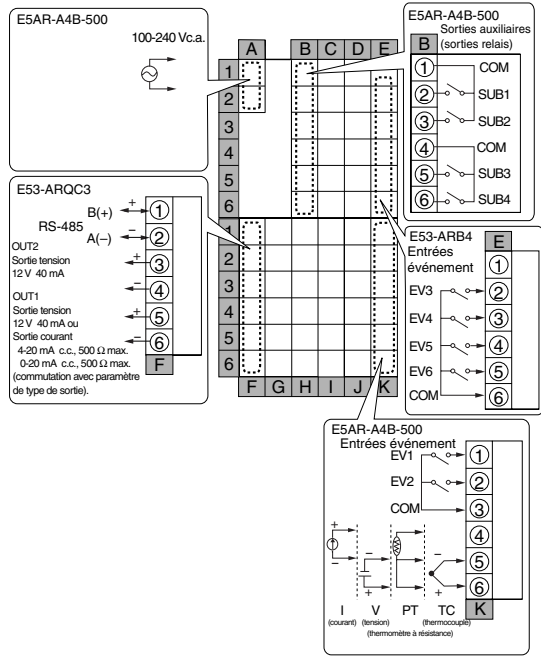 E5AR-A4B-500
100-240 Vc.a.
A B C D E
1
2
3
4
5
6
1
2
3
4
5
6
F G H I J K
E5AR-A4B-500
Sorties auxiliaires
(sorties relais)
B
1 COM
2 SUB1
3 SUB2
4 COM
5 SUB3
6 SUB4
E53-ARQC3
RS-485
B(+) + 1
A(−) − 2
OUT2
Sortie tension
12 V 40 mA
+ 3
− 4
OUT1
Sortie tension
12 V 40 mA ou
Sortie courant
4-20 mA c.c., 500 Ω max.
0-20 mA c.c., 500 Ω max.
(commutation avec paramètre
de type de sortie).
+ 5
− 6
F
E53-ARB4
Entrées
événement
E
1
EV3 2
EV4 3
EV5 4
EV6 5
COM 6
E5AR-A4B-500
Entrées événement
EV1 1
EV2 2
COM 3
4
5
6
K
+ − − + − +
I V PT TC
(courant) (tension) (thermocouple)
(thermomètre à résistance)